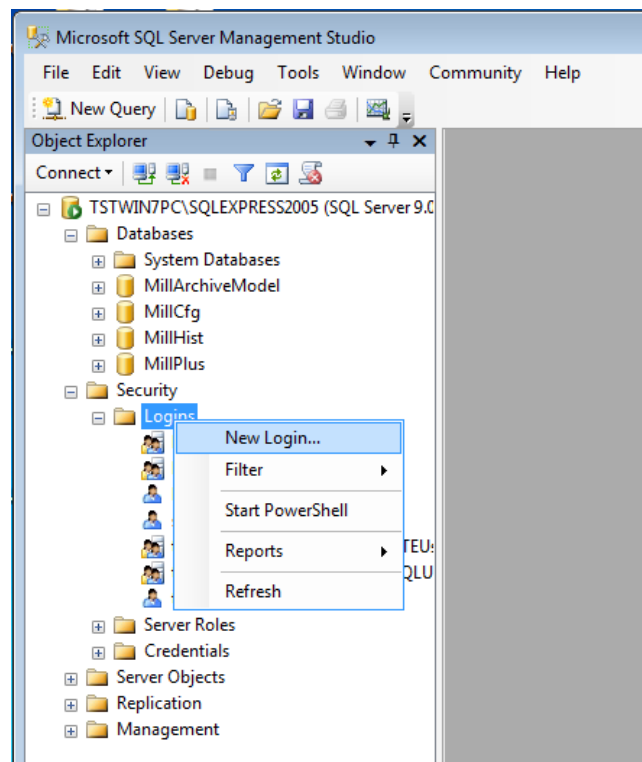 Microsoft SQL Server Management Studio
File Edit View Debug Tools Window Community Help
New Query
Object Explorer
Connect
TSTWIN7PC\SQLEXPRESS2005 (SQL Server 9.0
Databases
System Databases
MillArchiveModel
MillCfg
MillHist
MillPlus
Security
Logins
New Login...
Filter
Start PowerShell
Reports
Refresh
Server Roles
Credentials
Server Objects
Replication
Management